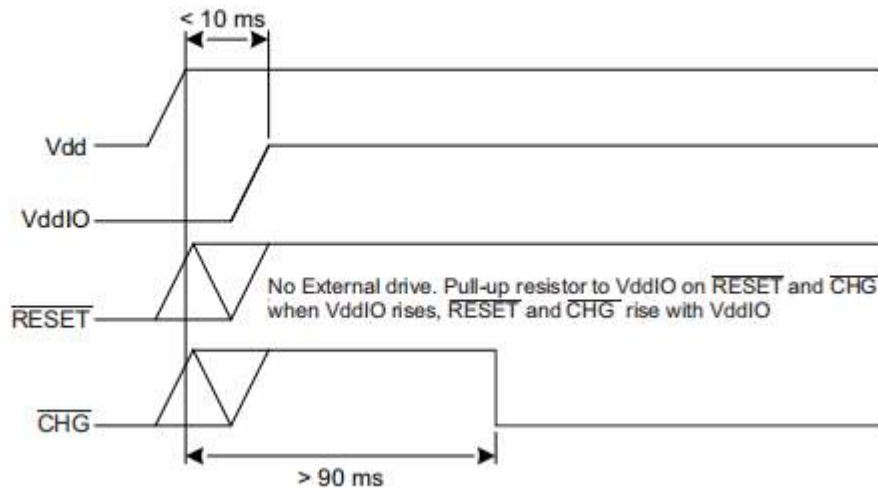 < 10 ms
Vdd
VddIO
No External drive. Pull-up resistor to VddIO on RESET and CHG
when VddIO rises, RESET and CHG rise with VddIO
RESET
CHG
> 90 ms